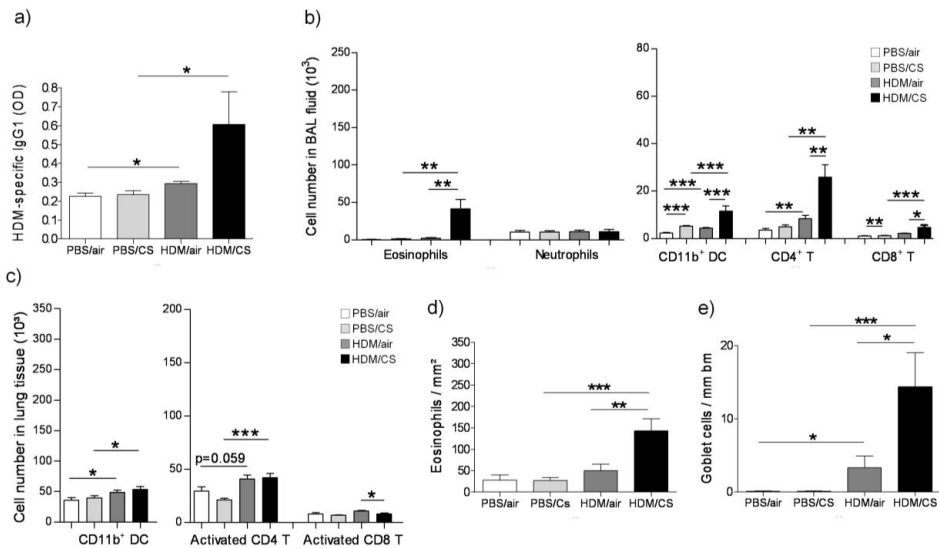 a)
HDM-specific IgG1 (OD)
0.8
0.7
0.6
0.5
0.4
0.3
0.2
0.1
0.0
*
*
PBS/air PBS/CS HDM/air HDM/CS
b)
Cell number in BAL fluid (10³)
250
200
150
100
50
0
**
**
Eosinophils Neutrophils
80
60
40
20
0
PBS/air
PBS/CS
HDM/air
HDM/CS
***
***
***
***
**
**
**
***
**
*
CD11b⁺ DC CD4⁺ T CD8⁺ T
c)
Cell number in lung tissue (10³)
350
300
250
200
150
100
50
0
*
*
CD11b⁺ DC
200
150
100
50
0
PBS/air
PBS/CS
HDM/air
HDM/CS
***
p=0.059
*
Activated CD4 T Activated CD8 T
d)
Eosinophils / mm²
350
300
250
200
150
100
50
0
***
**
PBS/air PBS/Cs HDM/air HDM/CS
e)
Goblet cells / mm bm
20
10
0
***
*
*
PBS/air PBS/CS HDM/air HDM/CS